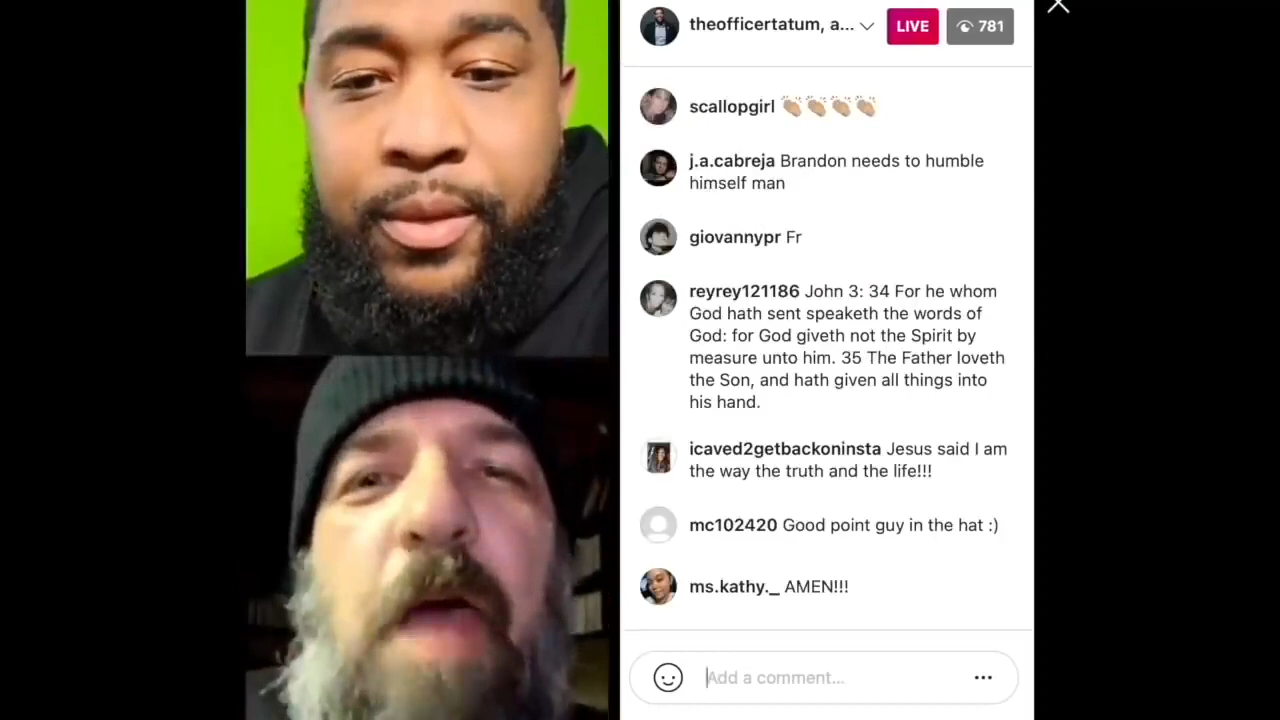 theofficertatum, a...
LIVE
781
scallopgirl 👏🏼👏🏼👏🏼👏🏼
j.a.cabreja Brandon needs to humble
himself man
giovannypr Fr
reyrey121186 John 3: 34 For he whom
God hath sent speaketh the words of
God: for God giveth not the Spirit by
measure unto him. 35 The Father loveth
the Son, and hath given all things into
his hand.
icaved2getbackoninsta Jesus said I am
the way the truth and the life!!!
mc102420 Good point guy in the hat :)
ms.kathy._ AMEN!!!
Add a comment...